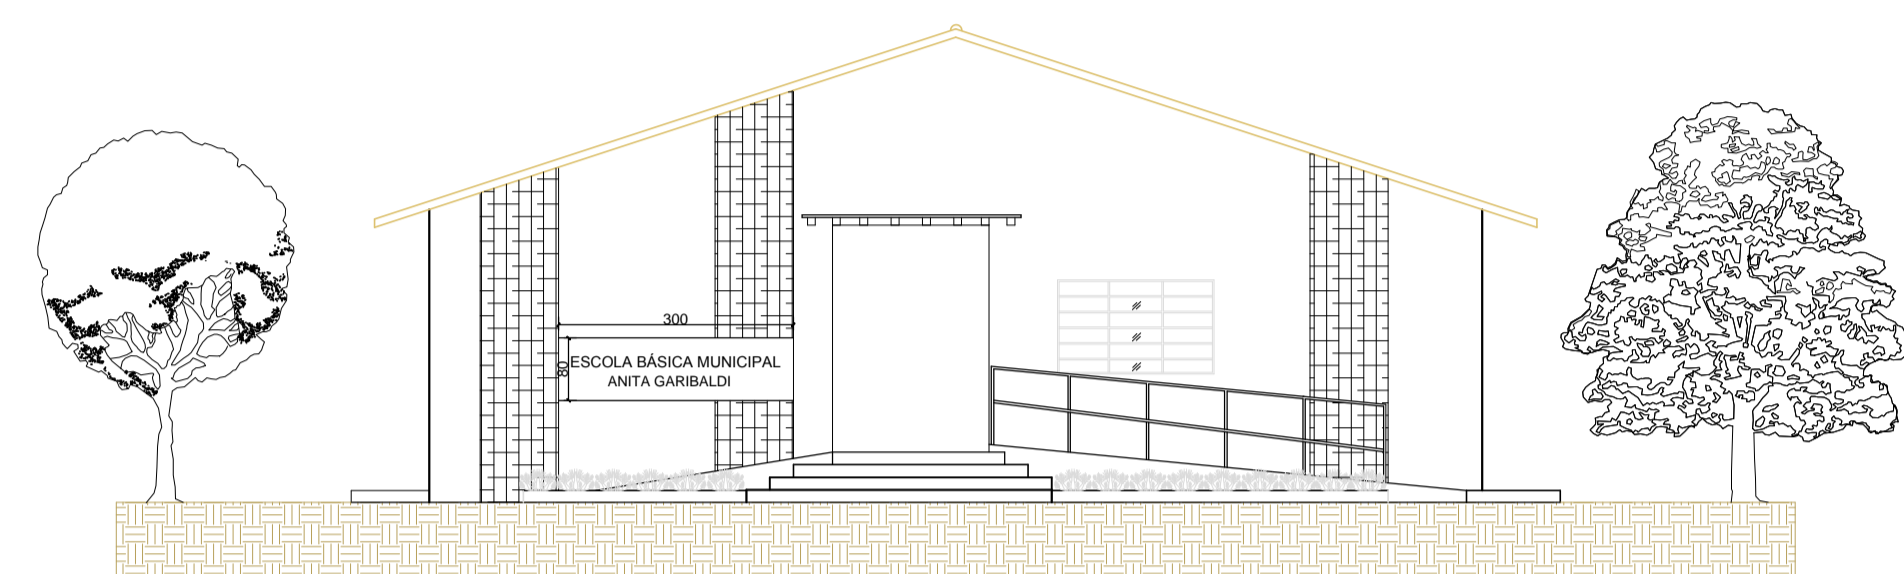 300
80
ESCOLA BÁSICA MUNICIPAL
ANITA GARIBALDI